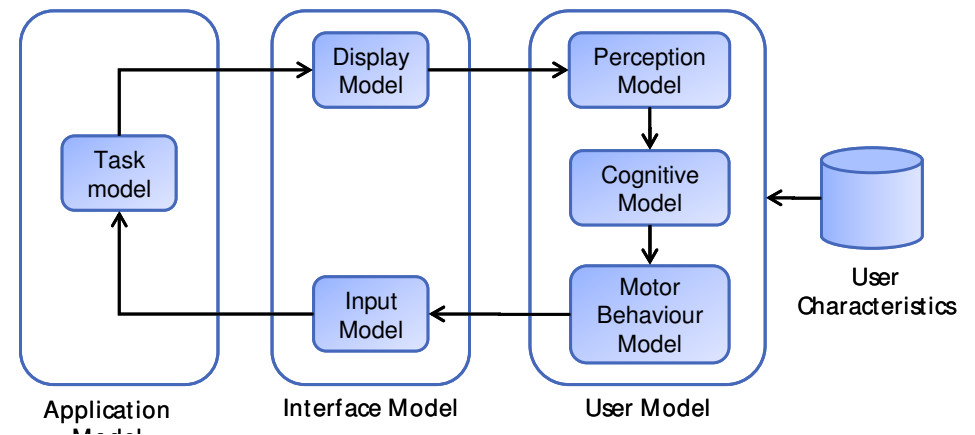 Display
Model
Perception
Model
Task
model
Cognitive
Model
Input
Model
Motor
Behaviour
Model
User
Characteristics
Application
Model
Interface Model
User Model